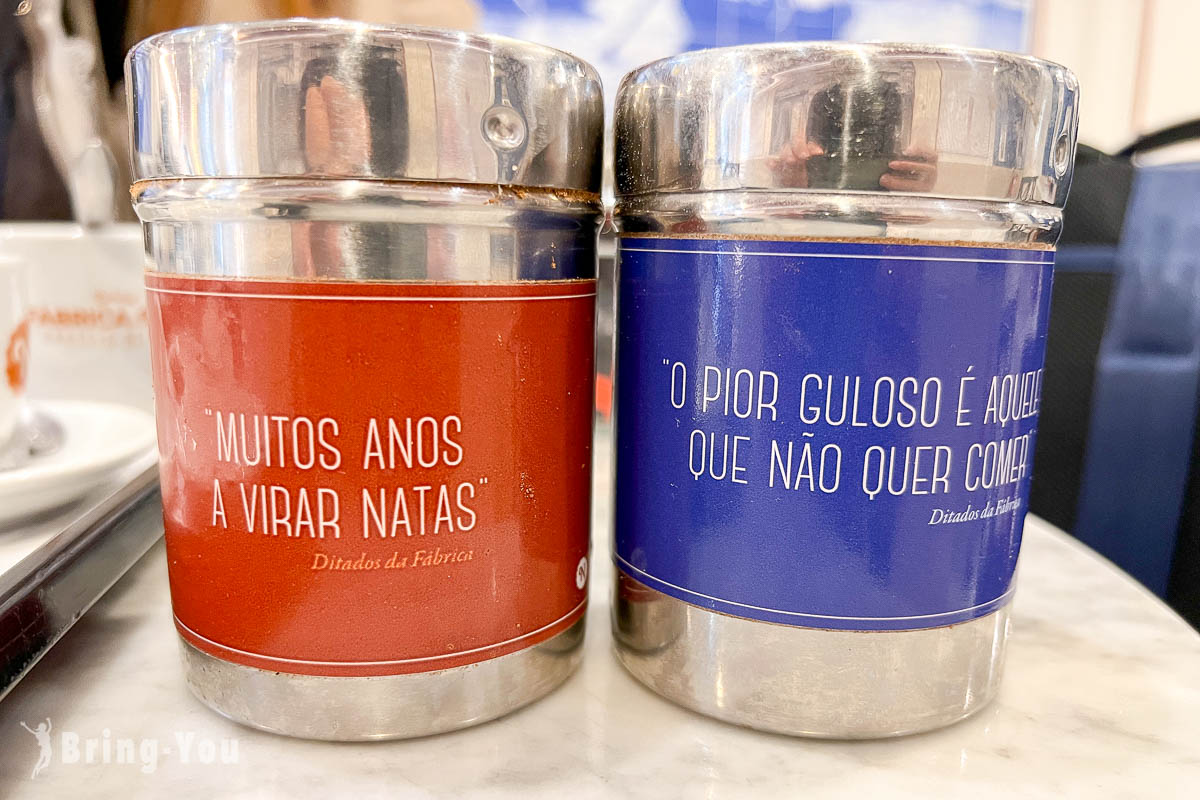 FÁBRICA
"MUITOS ANOS
A VIRAR NATAS"
Ditados da Fábrica
"O PIOR GULOSO É AQUELE
QUE NÃO QUER COMER"
Ditados da Fábrica
Bring-You